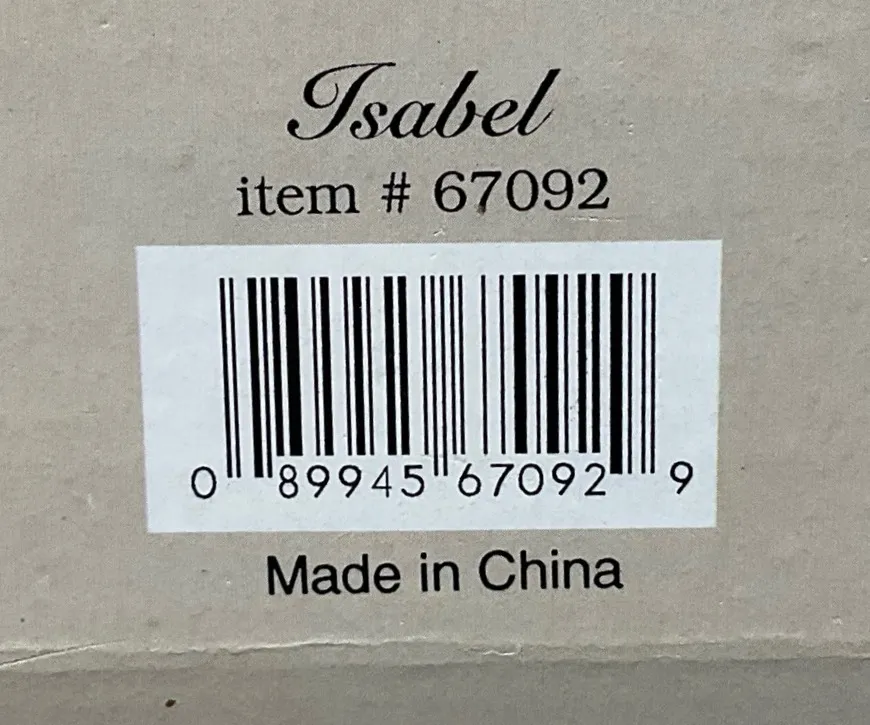 Isabel
item # 67092
0 89945 67092 9
Made in China